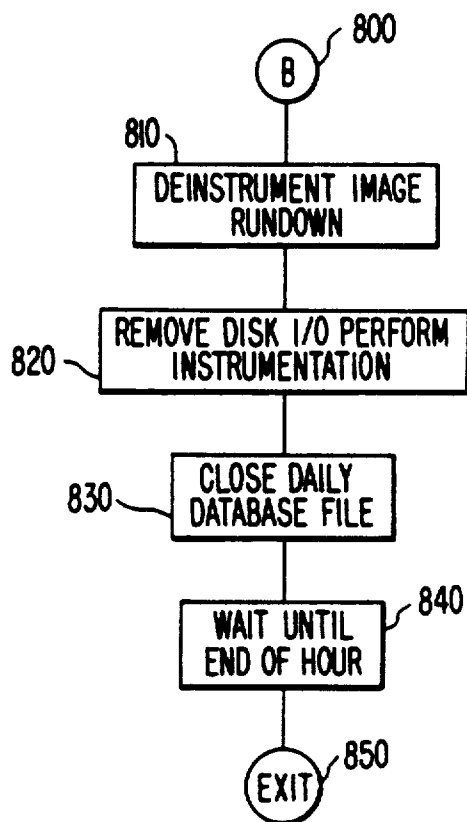 800
B
810
DEINSTRUMENT IMAGE
RUNDOWN
REMOVE DISK I/O PERFORM
INSTRUMENTATION
820
CLOSE DAILY
DATABASE FILE
830
840
WAIT UNTIL
END OF HOUR
850
EXIT